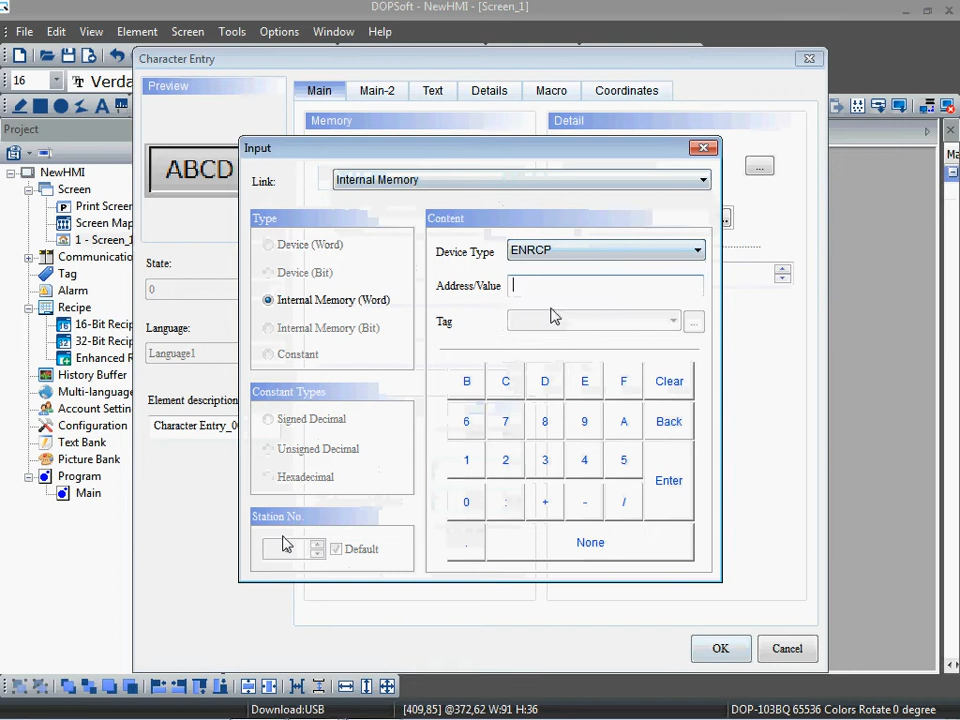 DOPSoft - NewHMI - [Screen_1]
File Edit View Element Screen Tools Options Window Help
16 Verda
Project
NewHMI
Screen
Print Screen
Screen Map
1 - Screen_1
Communicatio
Tag
Alarm
Recipe
16-Bit Recip
32-Bit Recip
Enhanced R
History Buffer
Multi-language
Account Settin
Configuration
Text Bank
Picture Bank
Program
Main
Character Entry
Preview
ABCD
State:
0
Language:
Language1
Element description
Character Entry_00
Main Main-2 Text Details Macro Coordinates
Memory Detail
...
Input
Link: Internal Memory
Type
Device (Word)
Device (Bit)
Internal Memory (Word)
Internal Memory (Bit)
Constant
Constant Types
Signed Decimal
Unsigned Decimal
Hexadecimal
Station No.
Default
Content
Device Type ENRCP
Address/Value
Tag ...
B C D E F Clear
6 7 8 9 A Back
1 2 3 4 5 Enter
0 : + - /
. None
OK Cancel
Ma
Download:USB [409,85] @372,62 W:91 H:36 DOP-103BQ 65536 Colors Rotate 0 degree